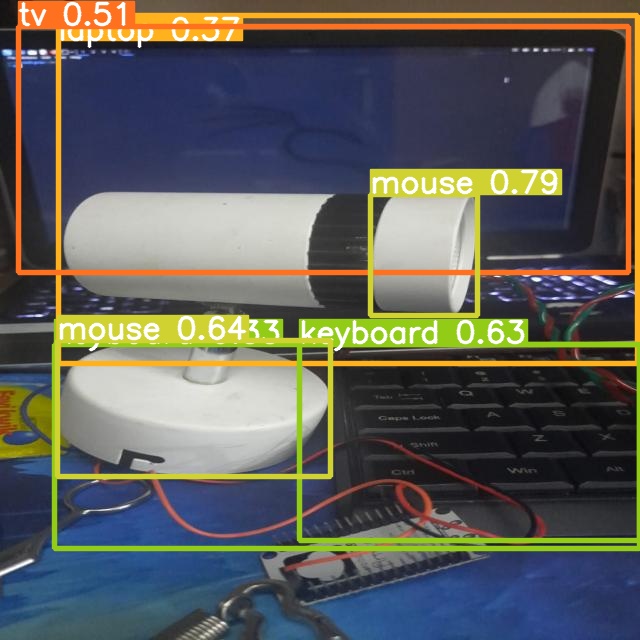 tv 0.51
laptop 0.37
mouse 0.79
mouse 0.64
33
keyboard 0.63
Tab
Q
W
E
Caps Lock
A
S
D
Shift
Z
X
Ctrl
Win
Alt